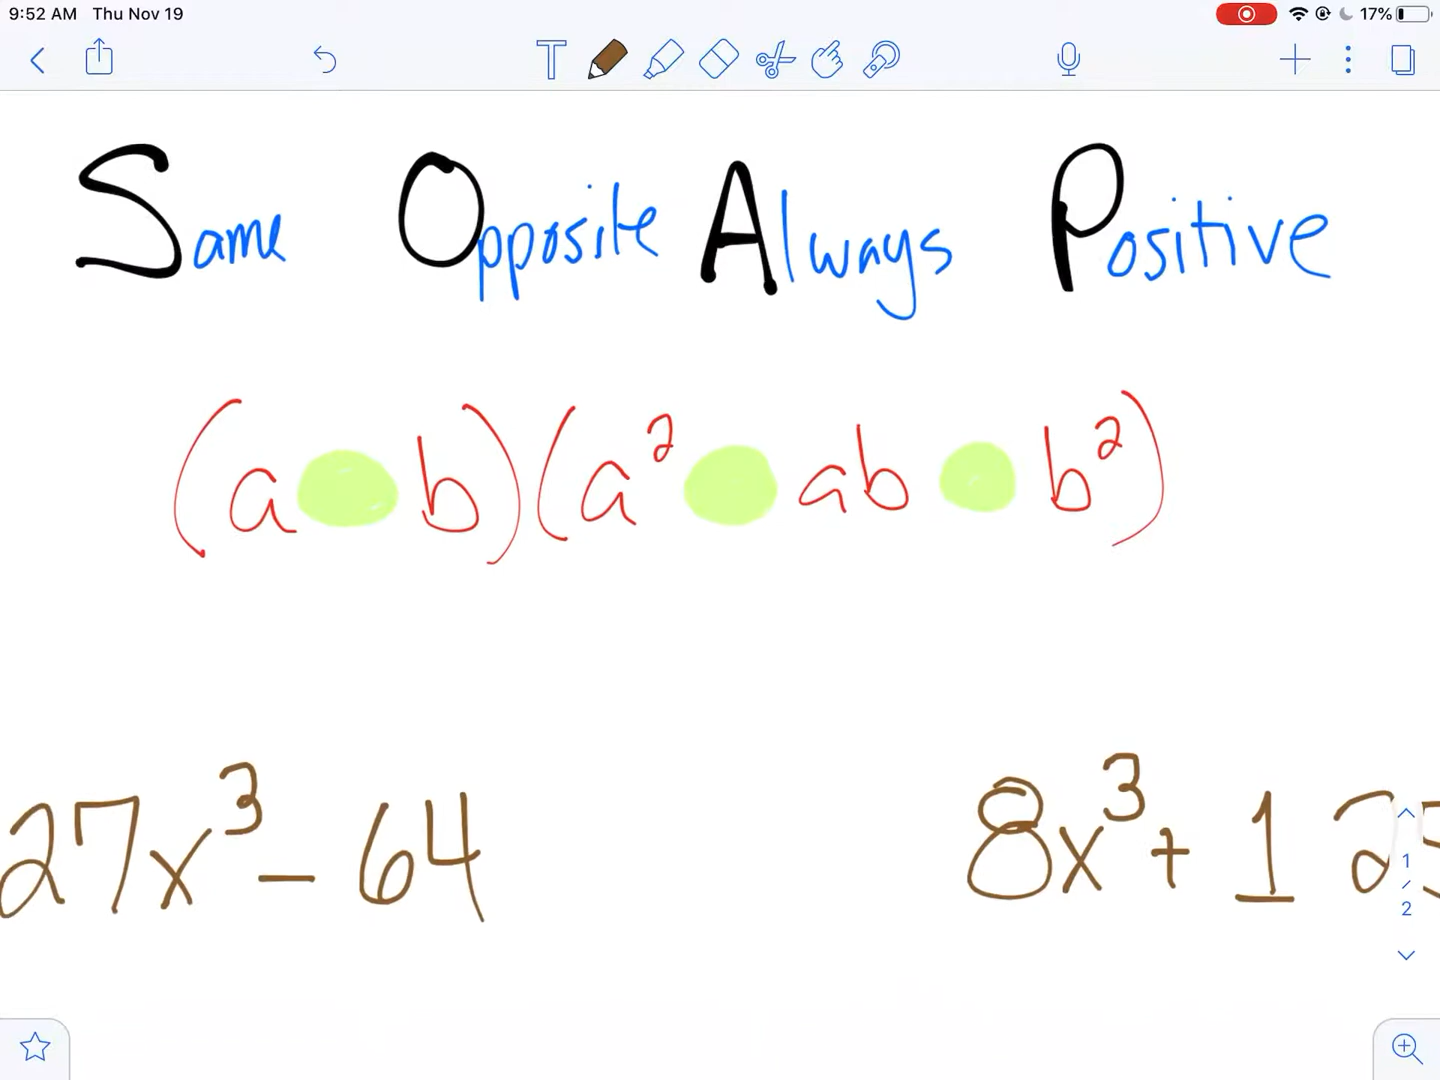 9:52 AM Thu Nov 19 17%
Same Opposite Always Positive
(a b)(a² ab b²)
27x³ - 64 8x³ + 125
1
/
2